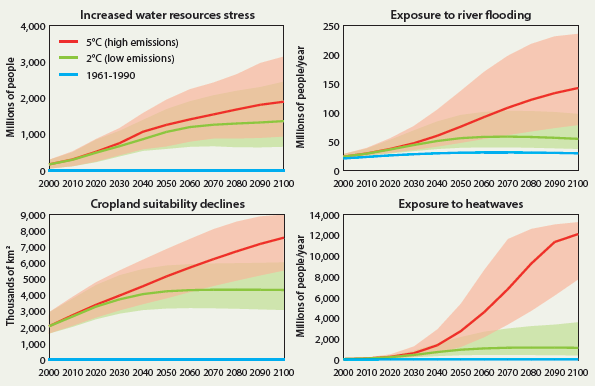 Increased water resources stress
Millions of people
4,000
3,000
2,000
1,000
0
5°C (high emissions)
2°C (low emissions)
1961-1990
2000 2010 2020 2030 2040 2050 2060 2070 2080 2090 2100
Exposure to river flooding
Millions of people/year
250
200
150
100
50
0
2000 2010 2020 2030 2040 2050 2060 2070 2080 2090 2100
Cropland suitability declines
Thousands of km²
9,000
8,000
7,000
6,000
5,000
4,000
3,000
2,000
1,000
0
2000 2010 2020 2030 2040 2050 2060 2070 2080 2090 2100
Exposure to heatwaves
Millions of people/year
14,000
12,000
10,000
8,000
6,000
4,000
2,000
0
2000 2010 2020 2030 2040 2050 2060 2070 2080 2090 2100